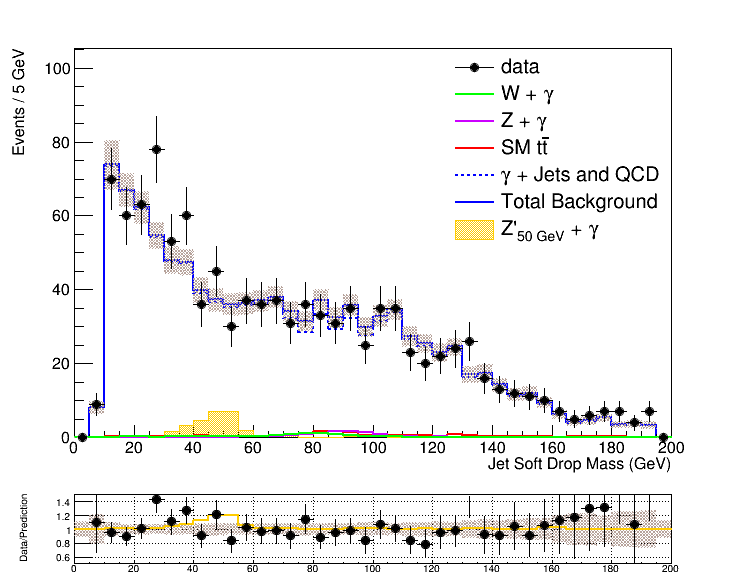 Events / 5 GeV
100
80
60
40
20
0
data
W + γ
Z + γ
SM tt̄
γ + Jets and QCD
Total Background
Z'50 GeV + γ
0 20 40 60 80 100 120 140 160 180 200
Jet Soft Drop Mass (GeV)
Data/Prediction
1.4
1.2
1
0.8
0.6
0 20 40 60 80 100 120 140 160 180 200